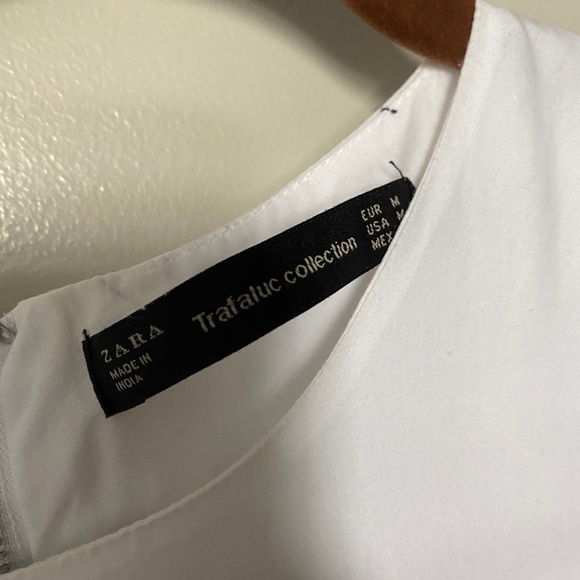 ZARA
MADE IN
INDIA
Trafaluc collection
EUR M
USA M
MEX